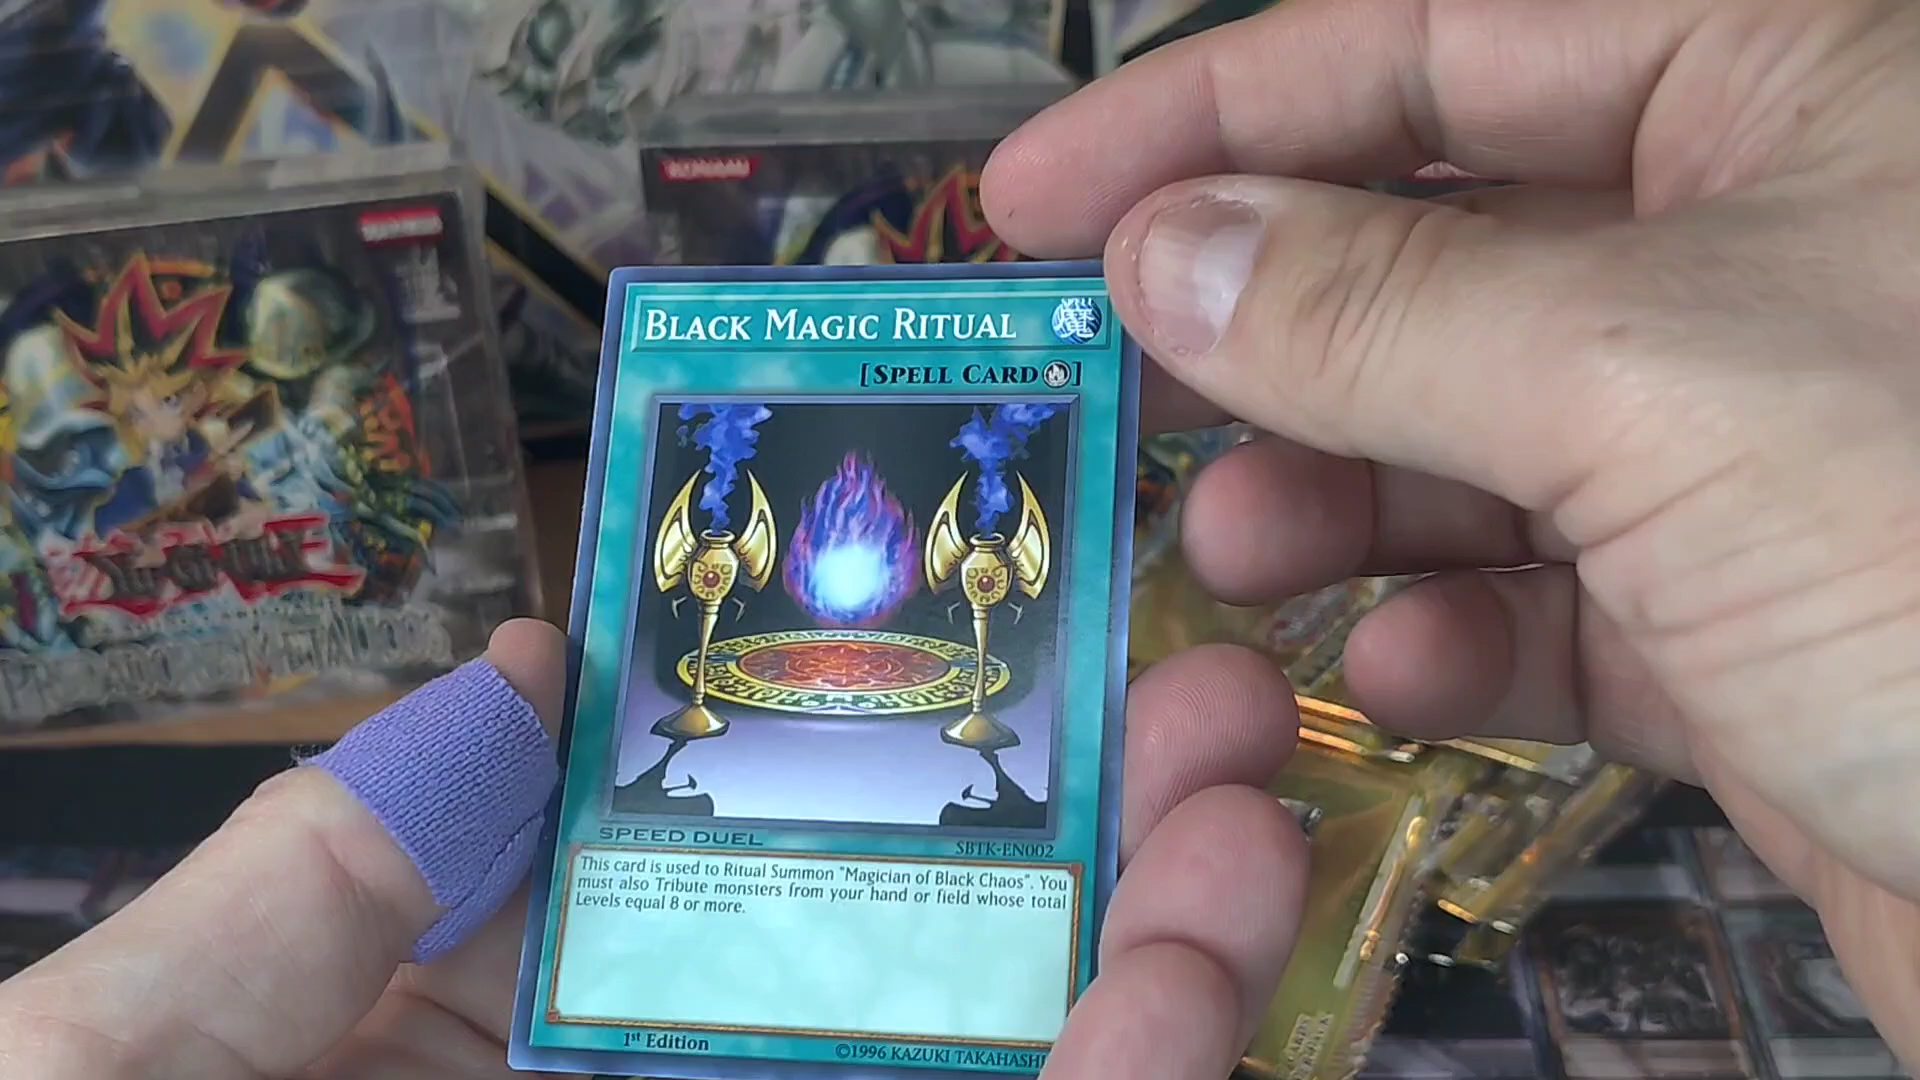 KONAMI
BLACK MAGIC RITUAL
魔
[SPELL CARD]
SPEED DUEL
SBTK-EN002
This card is used to Ritual Summon "Magician of Black Chaos". You
must also Tribute monsters from your hand or field whose total
Levels equal 8 or more.
1st Edition
©1996 KAZUKI TAKAHASHI